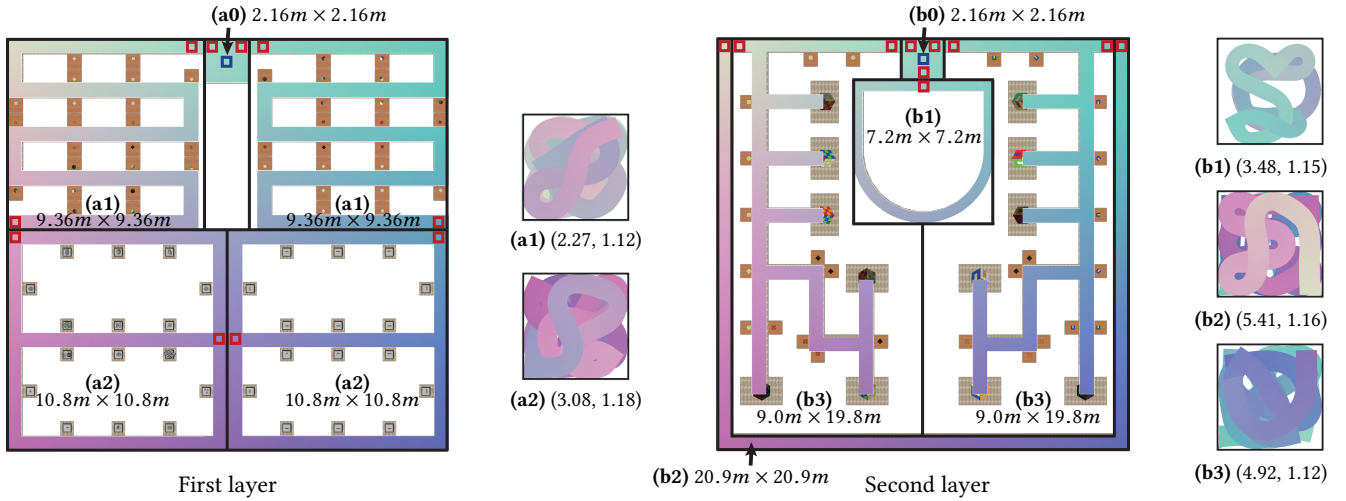 (a0) 2.16m × 2.16m
(a1)
9.36m × 9.36m
(a1)
9.36m × 9.36m
(a2)
10.8m × 10.8m
(a2)
10.8m × 10.8m
First layer
(a1) (2.27, 1.12)
(a2) (3.08, 1.18)
(b0) 2.16m × 2.16m
(b1)
7.2m × 7.2m
(b3)
9.0m × 19.8m
(b3)
9.0m × 19.8m
(b2) 20.9m × 20.9m
Second layer
(b1) (3.48, 1.15)
(b2) (5.41, 1.16)
(b3) (4.92, 1.12)